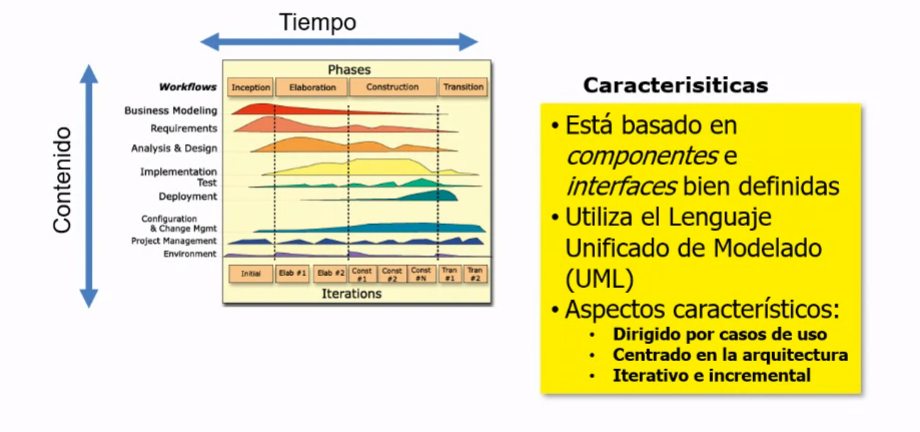 Tiempo
Contenido
Phases
Workflows Inception Elaboration Construction Transition
Business Modeling
Requirements
Analysis & Design
Implementation
Test
Deployment
Configuration
& Change Mgmt
Project Management
Environment
Initial Elab #1 Elab #2 Const #1 Const #2 Const #N Tran #1 Tran #2
Iterations
Caracterisiticas
• Está basado en
componentes e
interfaces bien definidas
• Utiliza el Lenguaje
Unificado de Modelado
(UML)
• Aspectos característicos:
• Dirigido por casos de uso
• Centrado en la arquitectura
• Iterativo e incremental